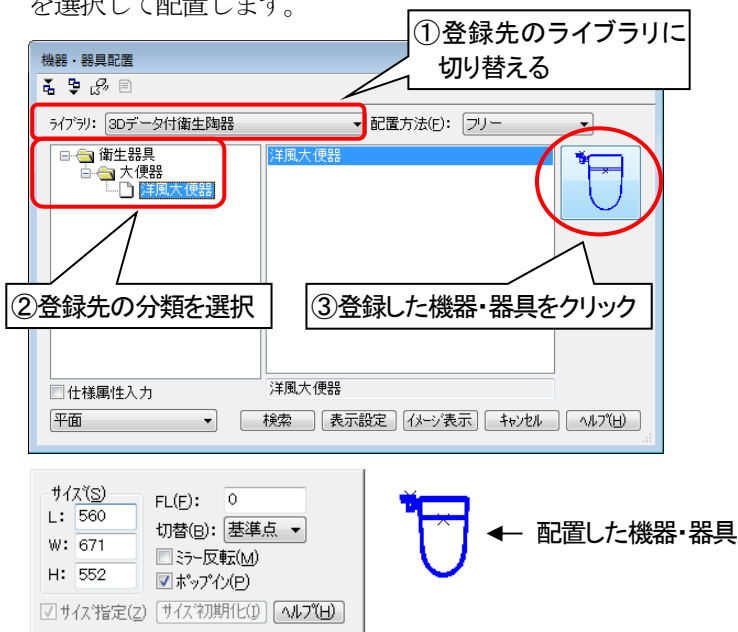 を選択して配置します。
①登録先のライブラリに
切り替える
機器・器具配置
ライブラリ: 3Dデータ付衛生陶器
配置方法(F): フリー
衛生器具
大便器
洋風大便器
洋風大便器
②登録先の分類を選択
③登録した機器・器具をクリック
仕様属性入力
洋風大便器
平面
検索 表示設定 イメージ表示 キャンセル ヘルプ(H)
サイズ(S)
L: 560
W: 671
H: 552
FL(E): 0
切替(B): 基準点
ミラー反転(M)
ポップイン(P)
サイズ指定(Z) サイズ初期化(I) ヘルプ(H)
← 配置した機器・器具